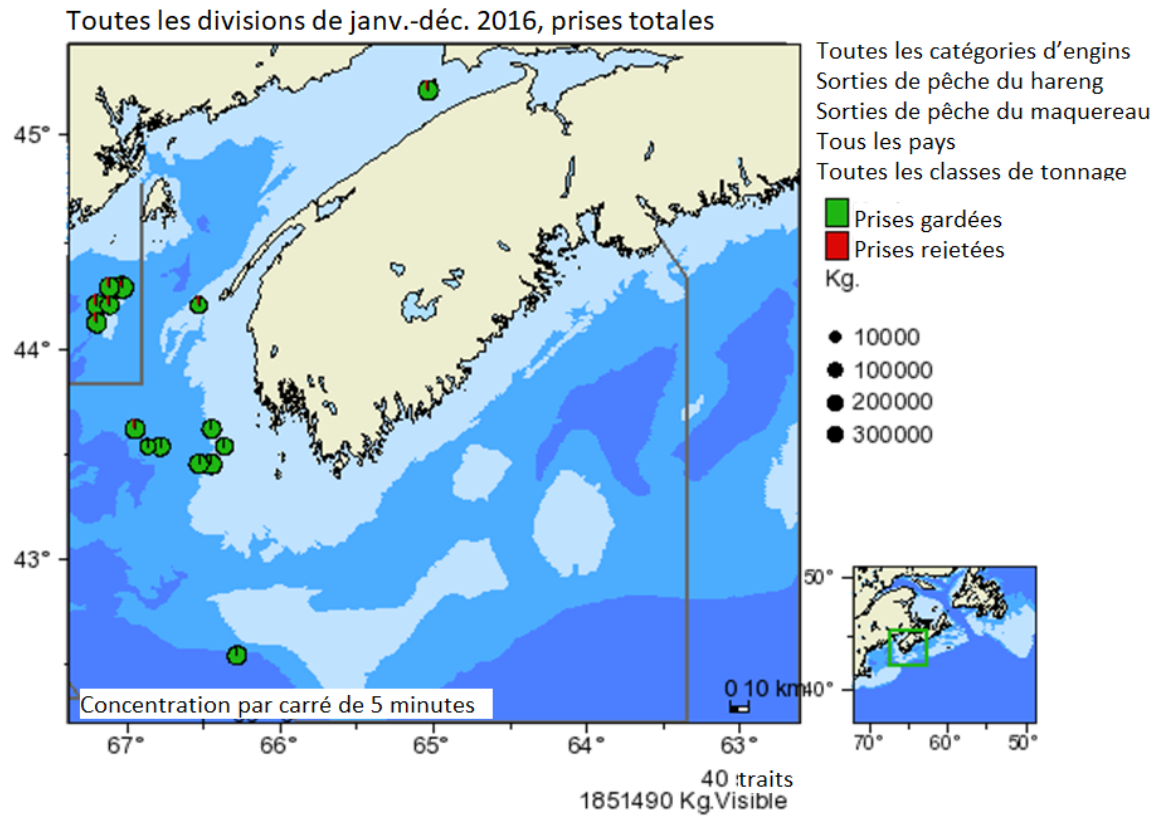 Toutes les divisions de janv.-déc. 2016, prises totales
Toutes les catégories d'engins
Sorties de pêche du hareng
Sorties de pêche du maquereau
Tous les pays
Toutes les classes de tonnage
Prises gardées
Prises rejetées
Kg.
10000
100000
200000
300000
45°
44°
43°
67°
66°
65°
64°
63°
Concentration par carré de 5 minutes
0 10 km
50°
40°
70°
60°
50°
40 traits
1851490 Kg.Visible